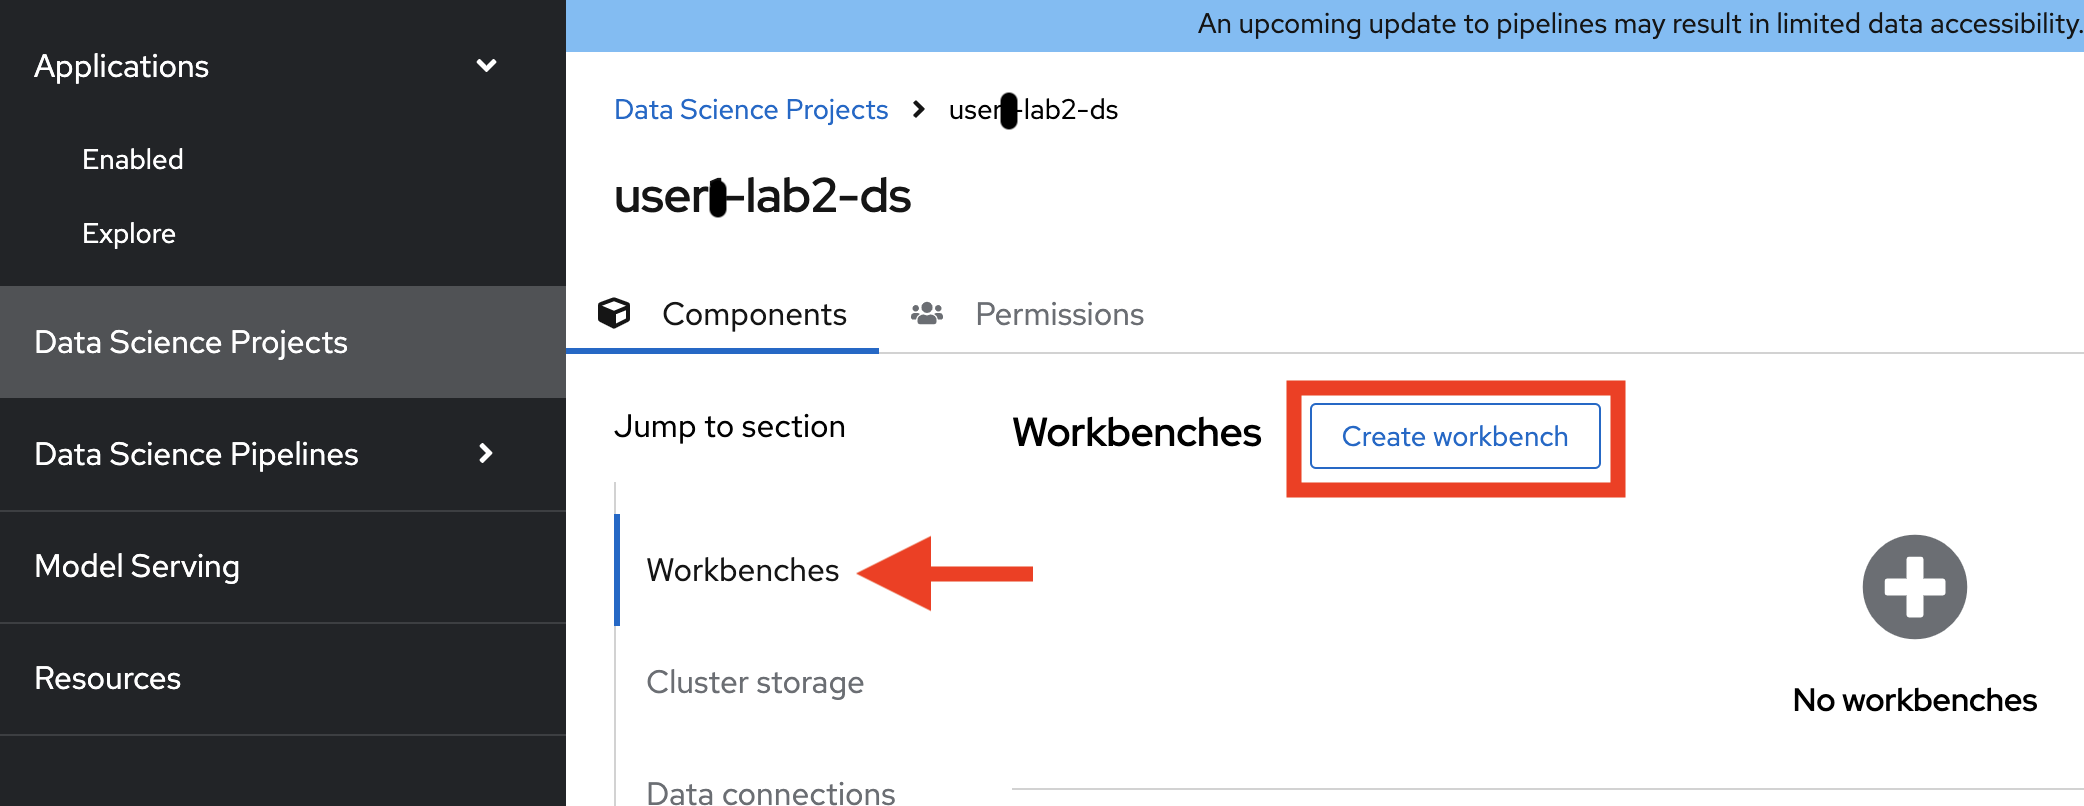 An upcoming update to pipelines may result in limited data accessibility.
Applications
Enabled
Explore
Data Science Projects
Data Science Pipelines
Model Serving
Resources
Data Science Projects > user-lab2-ds
user-lab2-ds
Components Permissions
Jump to section
Workbenches
Cluster storage
Data connections
Workbenches Create workbench
No workbenches